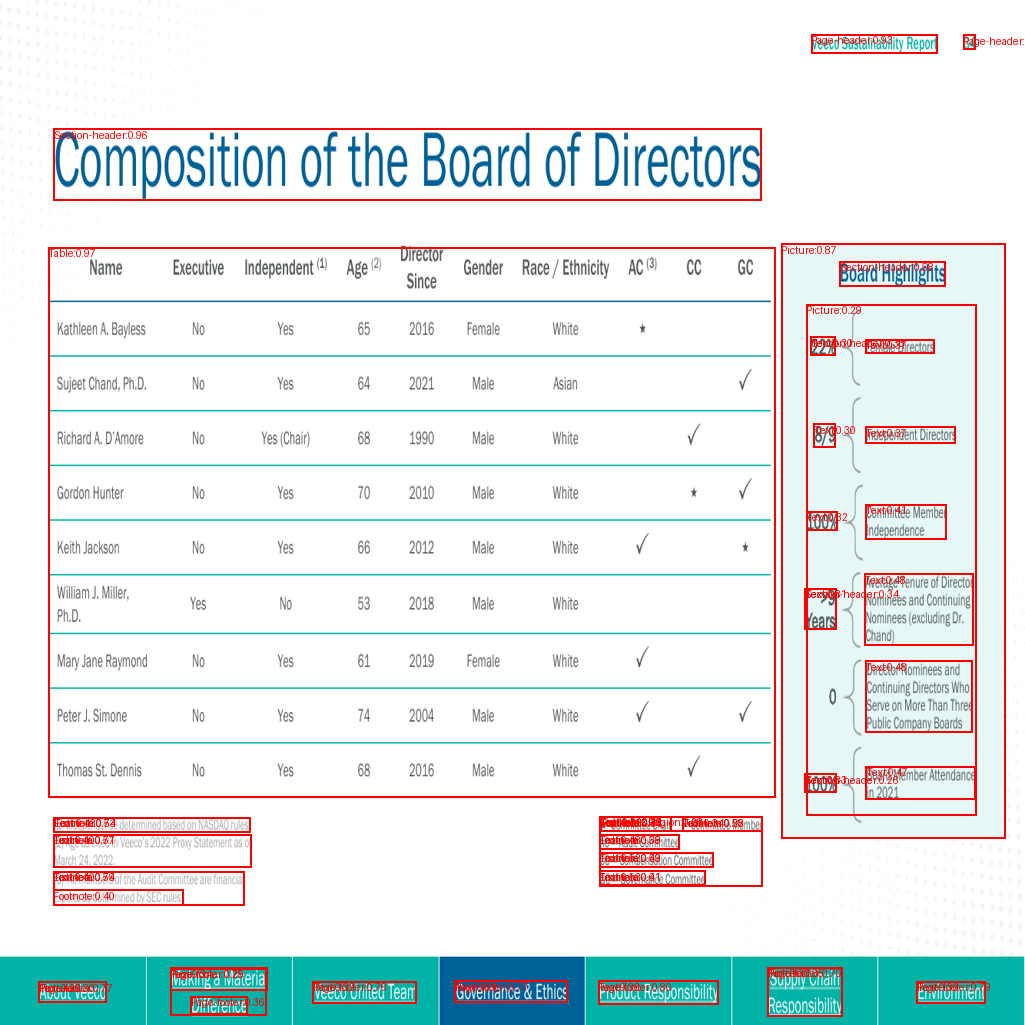 Veeco Sustainability Report
Composition of the Board of Directors
Name Executive Independent (1) Age (2) Director Since Gender Race / Ethnicity AC (3) CC GC
Kathleen A. Bayless No Yes 65 2016 Female White ★
Sujeet Chand, Ph.D. No Yes 64 2021 Male Asian ✓
Richard A. D'Amore No Yes (Chair) 68 1990 Male White ✓
Gordon Hunter No Yes 70 2010 Male White ★ ✓
Keith Jackson No Yes 66 2012 Male White ✓ ★
William J. Miller, Ph.D. Yes No 53 2018 Male White
Mary Jane Raymond No Yes 61 2019 Female White ✓
Peter J. Simone No Yes 74 2004 Male White ✓ ✓
Thomas St. Dennis No Yes 68 2016 Male White ✓
Board Highlights
22% Female Directors
8/9 Independent Directors
100% Committee Member
Independence
>9 Years
Average Tenure of Director
Nominees and Continuing
Nominees (excluding Dr.
Chand)
0
Director Nominees and
Continuing Directors Who
Serve on More Than Three
Public Company Boards
100%
Member Attendance
in 2021
determined based on NASDAQ rules.
in Veeco's 2022 Proxy Statement as of
March 24, 2022.
of the Audit Committee are financial
by SEC rules.
Committee Member
Committee
Compensation Committee
Governance Committee
About Veeco
Making a Material
Difference
Veeco United Team
Governance & Ethics
Product Responsibility
Supply Chain
Responsibility
Environment